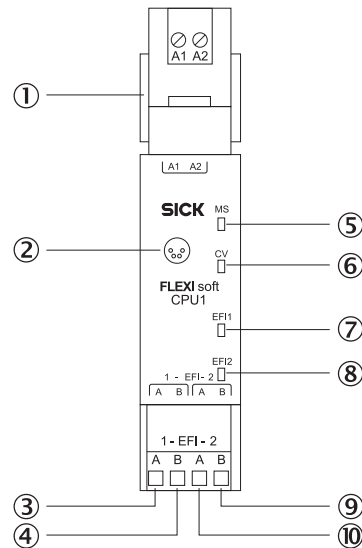 A1 A2
①
A1 A2
SICK
MS
⑤
②
CV
⑥
FLEXI soft
CPU1
EFI1
⑦
EFI2
⑧
1 - EFI - 2
A B A B
1 - EFI - 2
A B A B
③
⑨
④
⑩